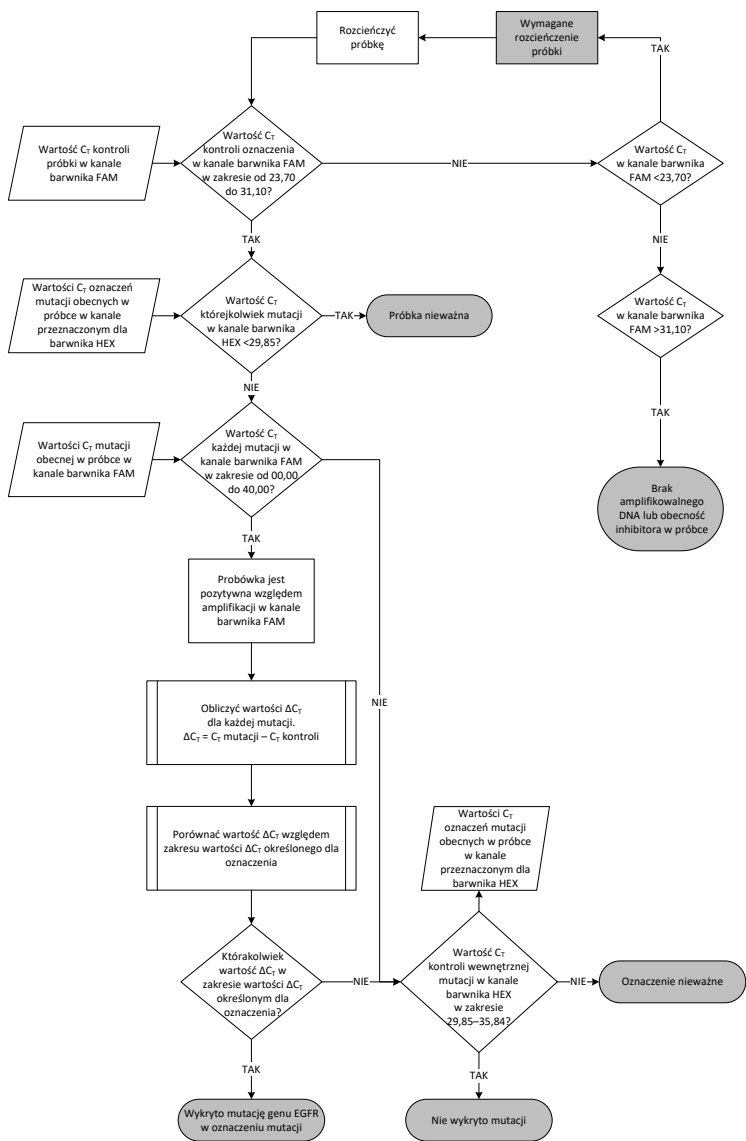 Rozcieńczyć
próbkę
Wymagane
rozcieńczenie
próbki
TAK
Wartość CT kontroli
próbki w kanale
barwnika FAM
Wartość CT
kontroli oznaczenia
w kanale barwnika FAM
w zakresie od 23,70
do 31,10?
NIE
Wartość CT
w kanale barwnika
FAM <23,70?
TAK
NIE
Wartości CT oznaczeń
mutacji obecnych w
próbce w kanale
przeznaczonym dla
barwnika HEX
Wartość CT
którejkolwiek mutacji
w kanale barwnika
HEX <29,85?
TAK
Próbka nieważna
Wartość CT
w kanale barwnika
FAM >31,10?
NIE
TAK
Wartości CT mutacji
obecnej w próbce w
kanale barwnika FAM
Wartość CT
każdej mutacji w
kanale barwnika FAM
w zakresie od 00,00
do 40,00?
Brak
amplifikowalnego
DNA lub obecność
inhibitora w próbce
TAK
Probówka jest
pozytywna względem
amplifikacji w kanale
barwnika FAM
NIE
Obliczyć wartości ΔCT
dla każdej mutacji.
ΔCT = CT mutacji – CT kontroli
Porównać wartość ΔCT względem
zakresu wartości ΔCT określonego dla
oznaczenia
Wartości CT
oznaczeń mutacji
obecnych w próbce
w kanale
przeznaczonym dla
barwnika HEX
Którakolwiek
wartość ΔCT w
zakresie wartości ΔCT
określonym dla
oznaczenia?
NIE
Wartość CT
kontroli wewnętrznej
mutacji w kanale
barwnika HEX
w zakresie
29,85–35,84?
NIE
Oznaczenie nieważne
TAK
TAK
Wykryto mutację genu EGFR
w oznaczeniu mutacji
Nie wykryto mutacji